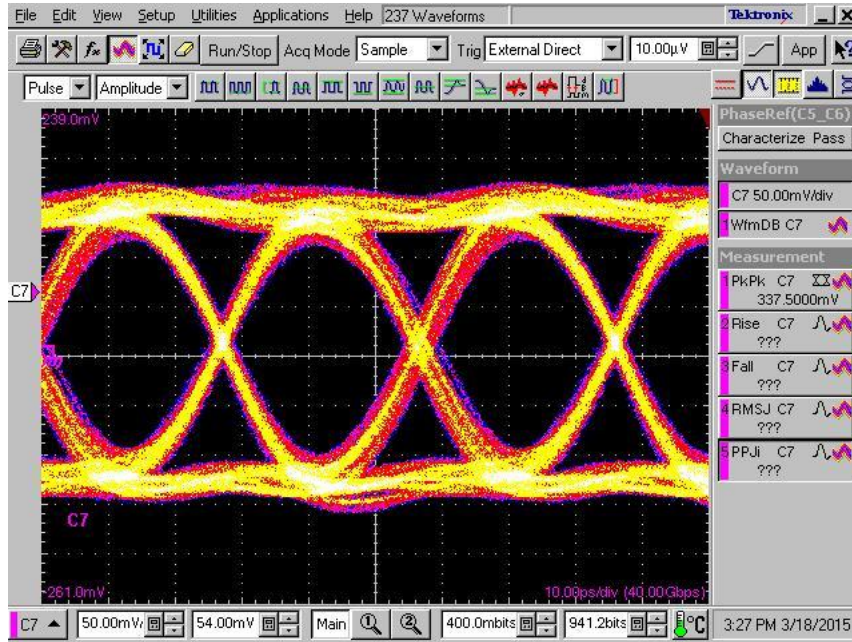 File Edit View Setup Utilities Applications Help 237 Waveforms Tektronix
Run/Stop Acq Mode Sample Trig External Direct 10.00µV App
Pulse Amplitude
239.0mV
PhaseRef(C5_C6)
Characterize Pass
Waveform
C7 50.00mV/div
1 WfmDB C7
Measurement
1 PkPk C7
337.5000mV
2 Rise C7
???
3 Fall C7
???
4 RMSJ C7
???
5 PPJi C7
???
C7
C7
-261.0mV
10.00ps/div (40.00Gbps)
C7 50.00mV/ 54.00mV Main 1 2 400.0mbits 941.2bits °C 3:27 PM 3/18/2015